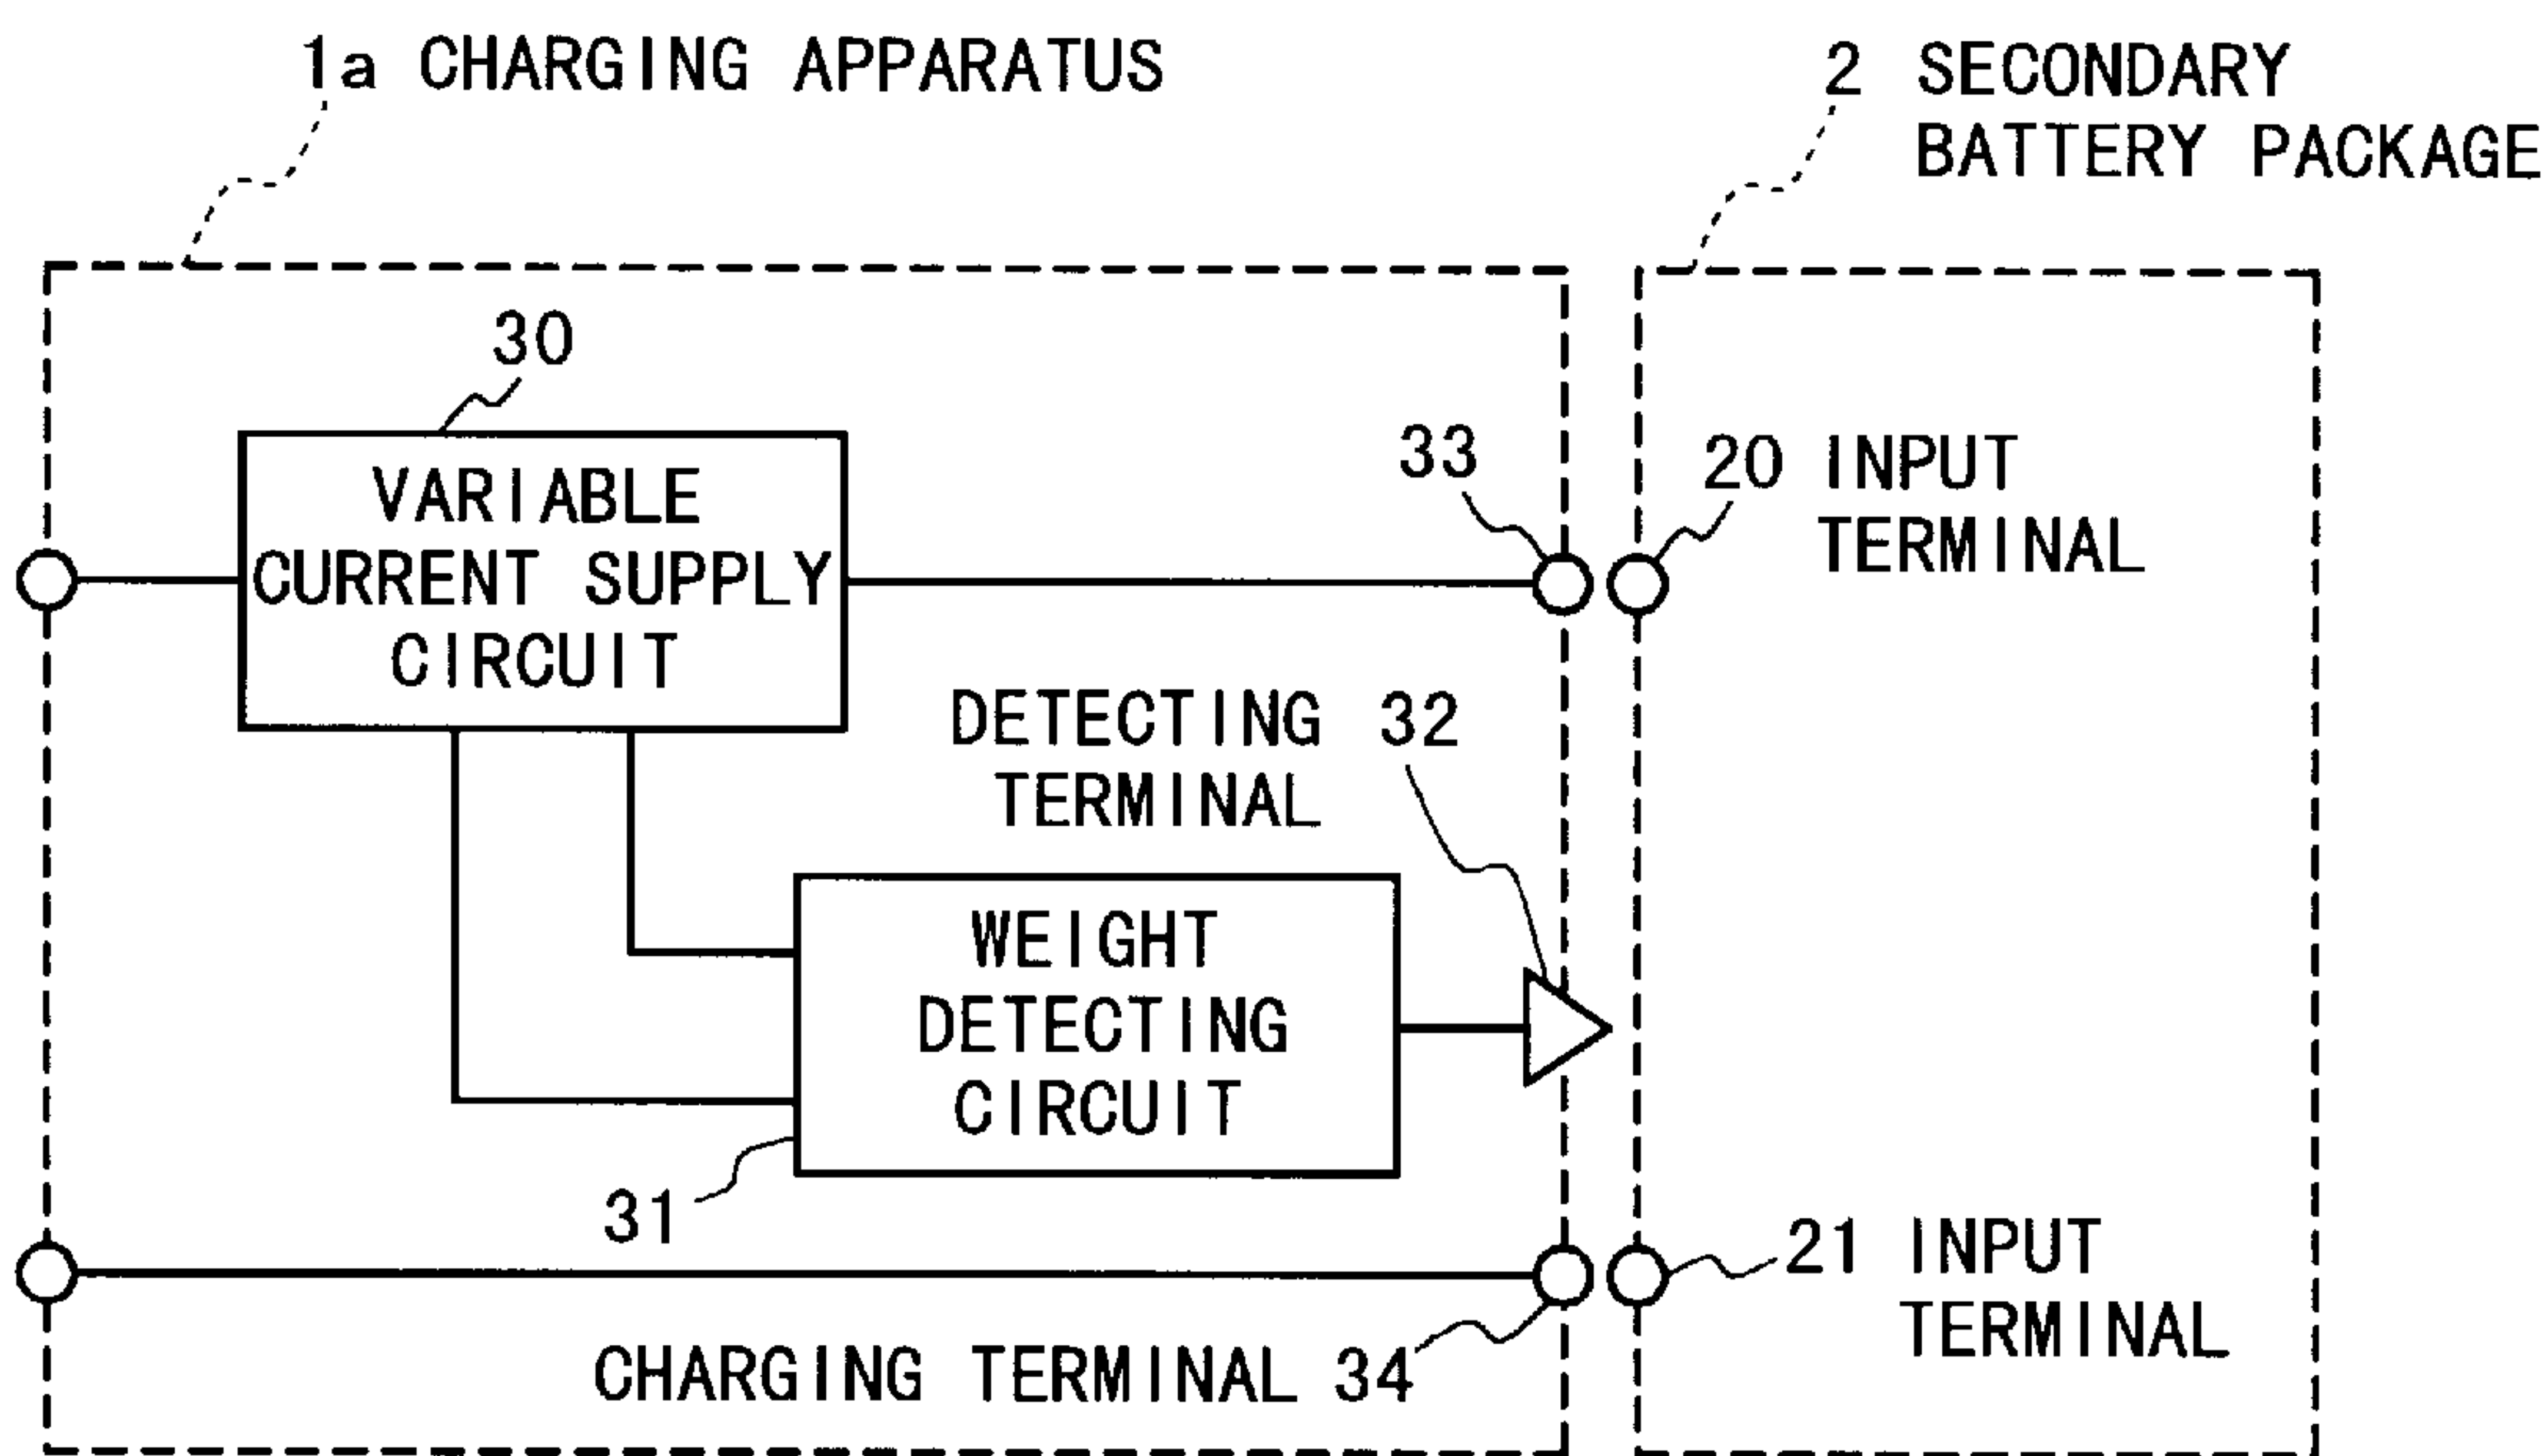 1a CHARGING APPARATUS
2 SECONDARY
BATTERY PACKAGE
30
VARIABLE
CURRENT SUPPLY
CIRCUIT
33
20 INPUT
TERMINAL
DETECTING 32
TERMINAL
WEIGHT
DETECTING
CIRCUIT
31
21 INPUT
TERMINAL
CHARGING TERMINAL 34